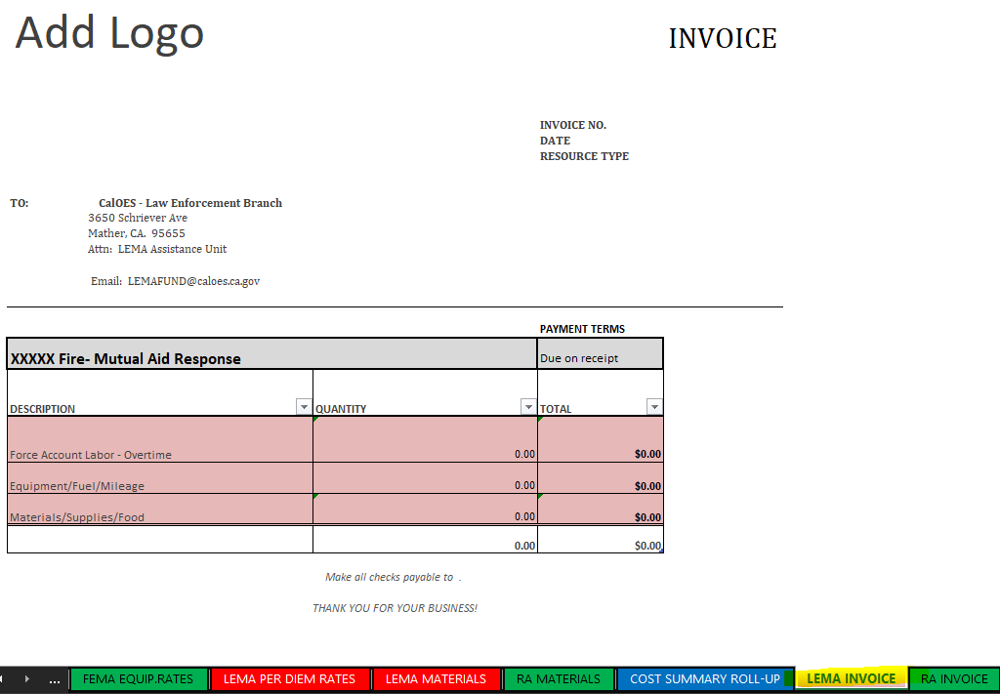 Add Logo
INVOICE
INVOICE NO.
DATE
RESOURCE TYPE
TO: CalOES - Law Enforcement Branch
3650 Schriever Ave
Mather, CA.  95655
Attn:  LEMA Assistance Unit
Email:  LEMAFUND@caloes.ca.gov
PAYMENT TERMS
XXXXX Fire- Mutual Aid Response Due on receipt
DESCRIPTION QUANTITY TOTAL
Force Account Labor - Overtime 0.00 $0.00
Equipment/Fuel/Mileage 0.00 $0.00
Materials/Supplies/Food 0.00 $0.00
0.00 $0.00
Make all checks payable to  .
THANK YOU FOR YOUR BUSINESS!
... FEMA EQUIP.RATES LEMA PER DIEM RATES LEMA MATERIALS RA MATERIALS COST SUMMARY ROLL-UP LEMA INVOICE RA INVOICE